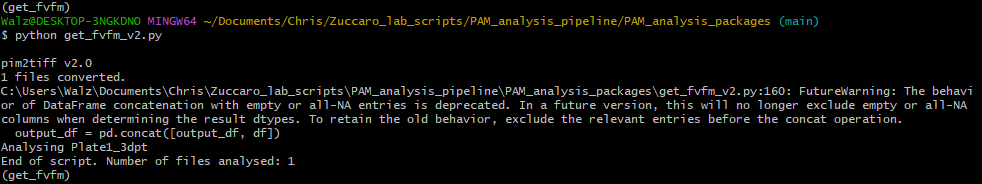 (get_fvfm)
Walz@DESKTOP-3NGKDNO MINGW64 ~/Documents/Chris/Zuccaro_lab_scripts/PAM_analysis_pipeline/PAM_analysis_packages (main)
$ python get_fvfm_v2.py
pim2tiff v2.0
1 files converted.
C:\Users\Walz\Documents\Chris\Zuccaro_lab_scripts\PAM_analysis_pipeline\PAM_analysis_packages\get_fvfm_v2.py:160: FutureWarning: The behavi
or of DataFrame concatenation with empty or all-NA entries is deprecated. In a future version, this will no longer exclude empty or all-NA
columns when determining the result dtypes. To retain the old behavior, exclude the relevant entries before the concat operation.
  output_df = pd.concat([output_df, df])
Analysing Plate1_3dpt
End of script. Number of files analysed: 1
(get_fvfm)